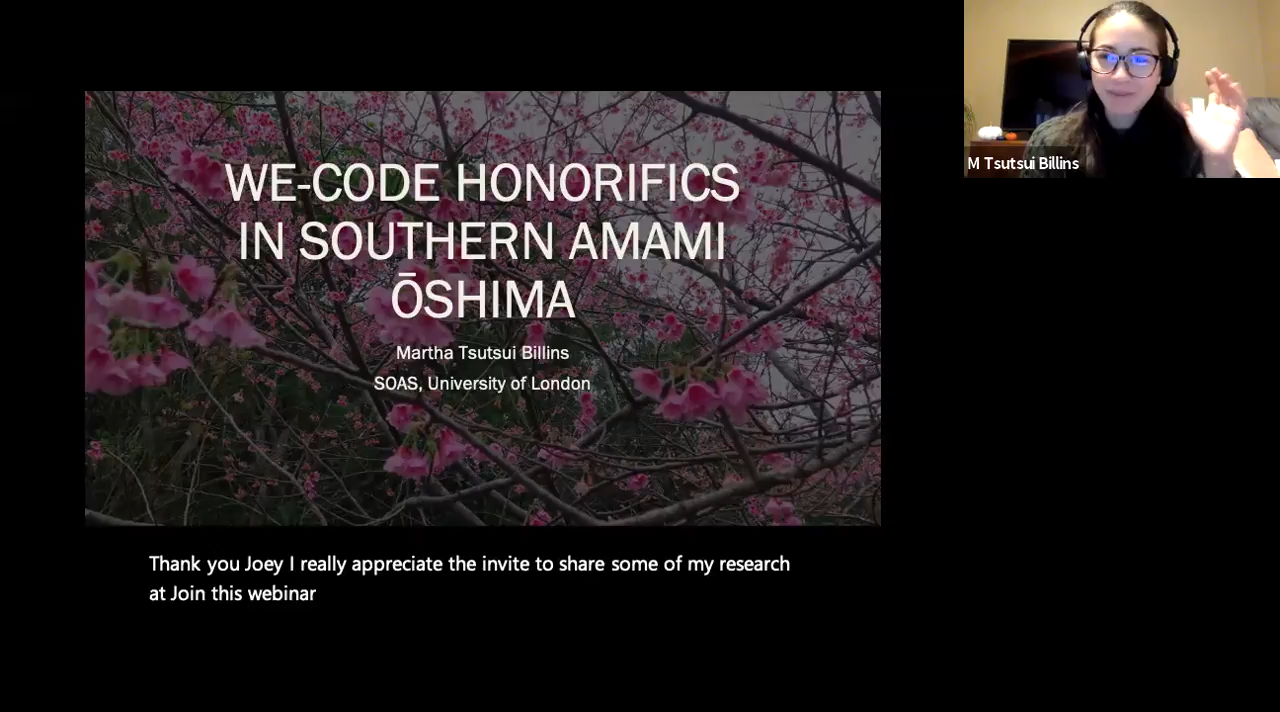 WE-CODE HONORIFICS
IN SOUTHERN AMAMI
ŌSHIMA
Martha Tsutsui Billins
SOAS, University of London
M Tsutsui Billins
Thank you Joey I really appreciate the invite to share some of my research
at Join this webinar